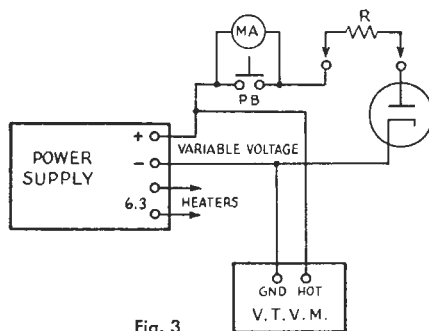 MA
R
PB
+
POWER SUPPLY
−
VARIABLE VOLTAGE
6.3
HEATERS
GND HOT
V.T.V.M.
Fig. 3